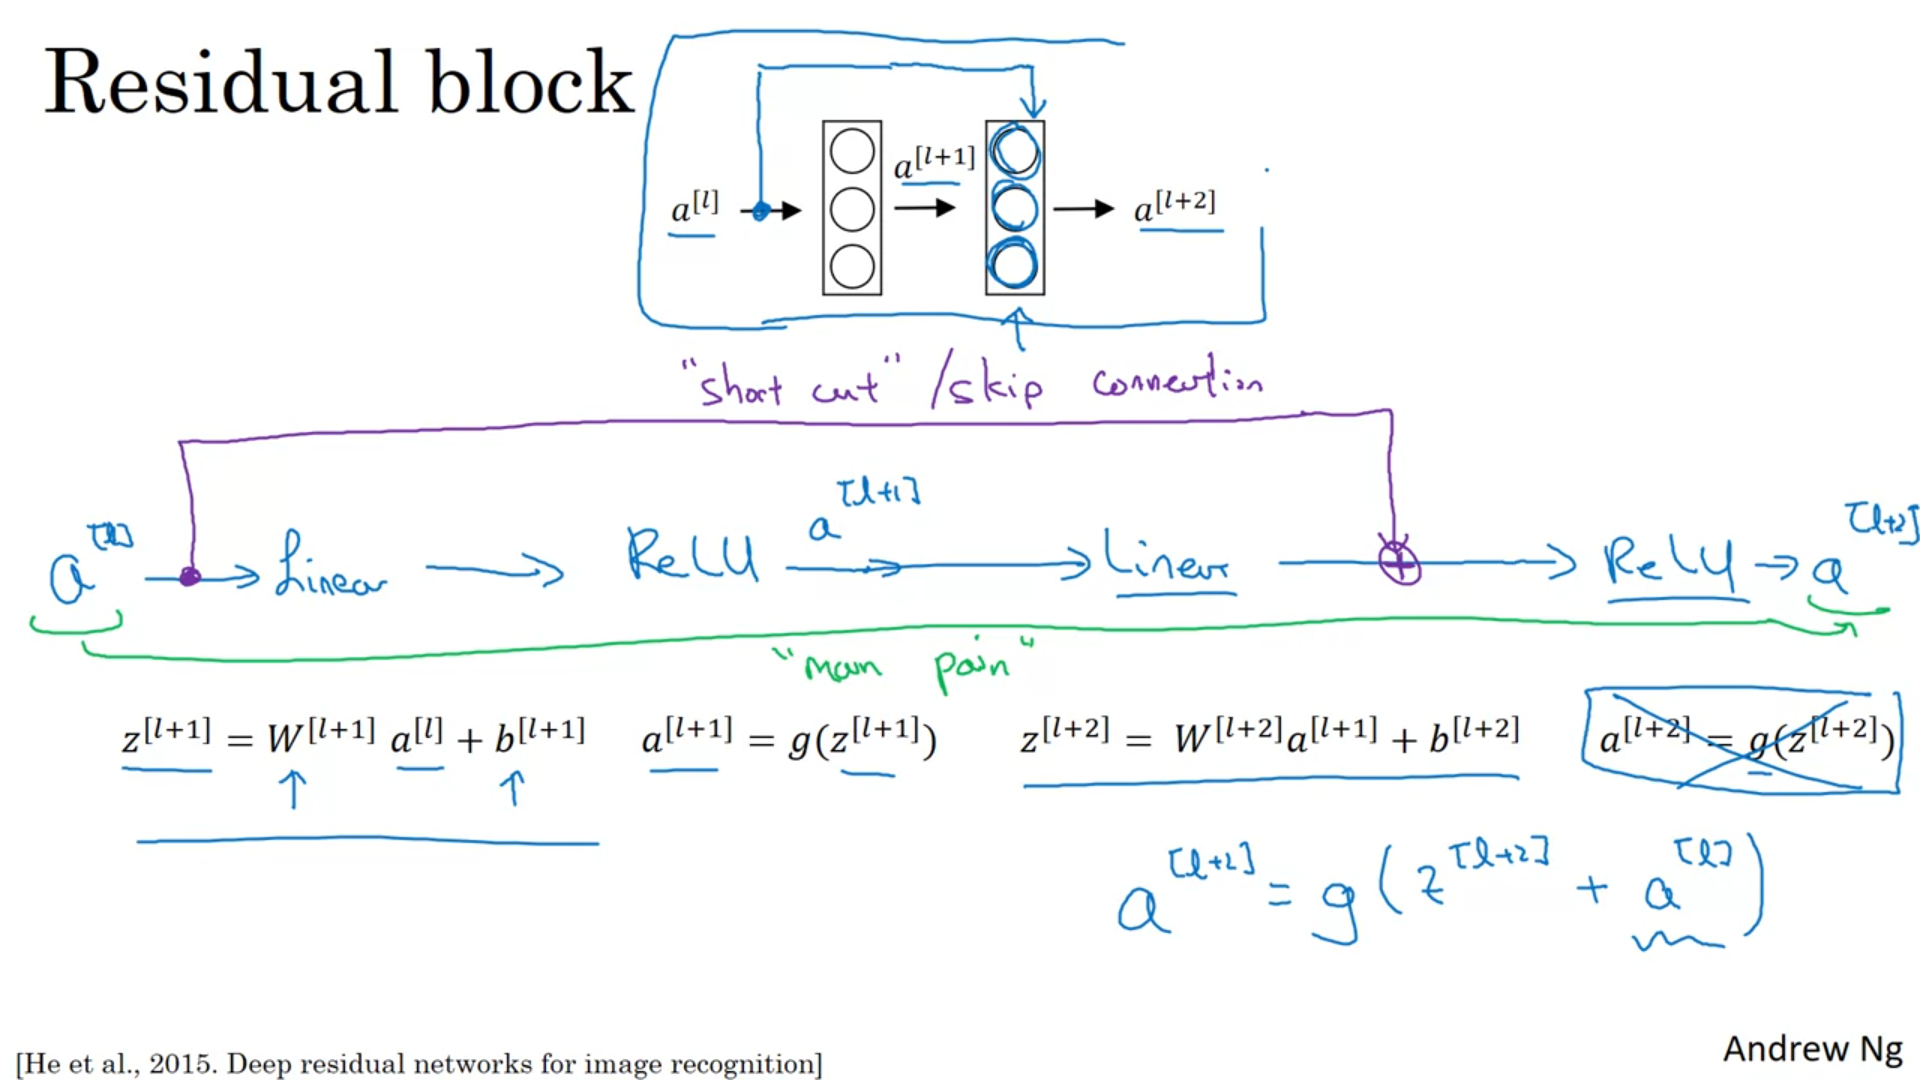 Residual block
a^[l] a^[l+1] a^[l+2]
"short cut" / skip connection
a^[l] → Linear → ReLU → a^[l+1] → Linear → ⊕ → ReLU → a^[l+2]
"main path"
z^[l+1] = W^[l+1] a^[l] + b^[l+1] a^[l+1] = g(z^[l+1]) z^[l+2] = W^[l+2]a^[l+1] + b^[l+2] a^[l+2] = g(z^[l+2])
a^[l+2] = g(z^[l+2] + a^[l])
[He et al., 2015. Deep residual networks for image recognition]
Andrew Ng